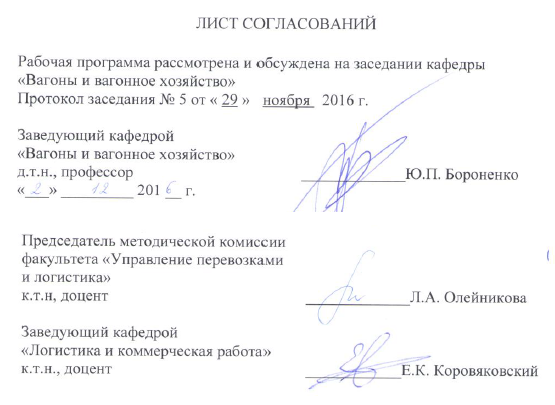 ЛИСТ СОГЛАСОВАНИЙ
Рабочая программа рассмотрена и обсуждена на заседании кафедры
«Вагоны и вагонное хозяйство»
Протокол заседания № 5 от « 29 » ноября 2016 г.
Заведующий кафедрой
«Вагоны и вагонное хозяйство»
д.т.н., профессор
Ю.П. Бороненко
« 2 » 12 2016 г.
Председатель методической комиссии
факультета «Управление перевозками
и логистика»
к.т.н, доцент
Л.А. Олейникова
Заведующий кафедрой
«Логистика и коммерческая работа»
к.т.н., доцент
Е.К. Коровяковский